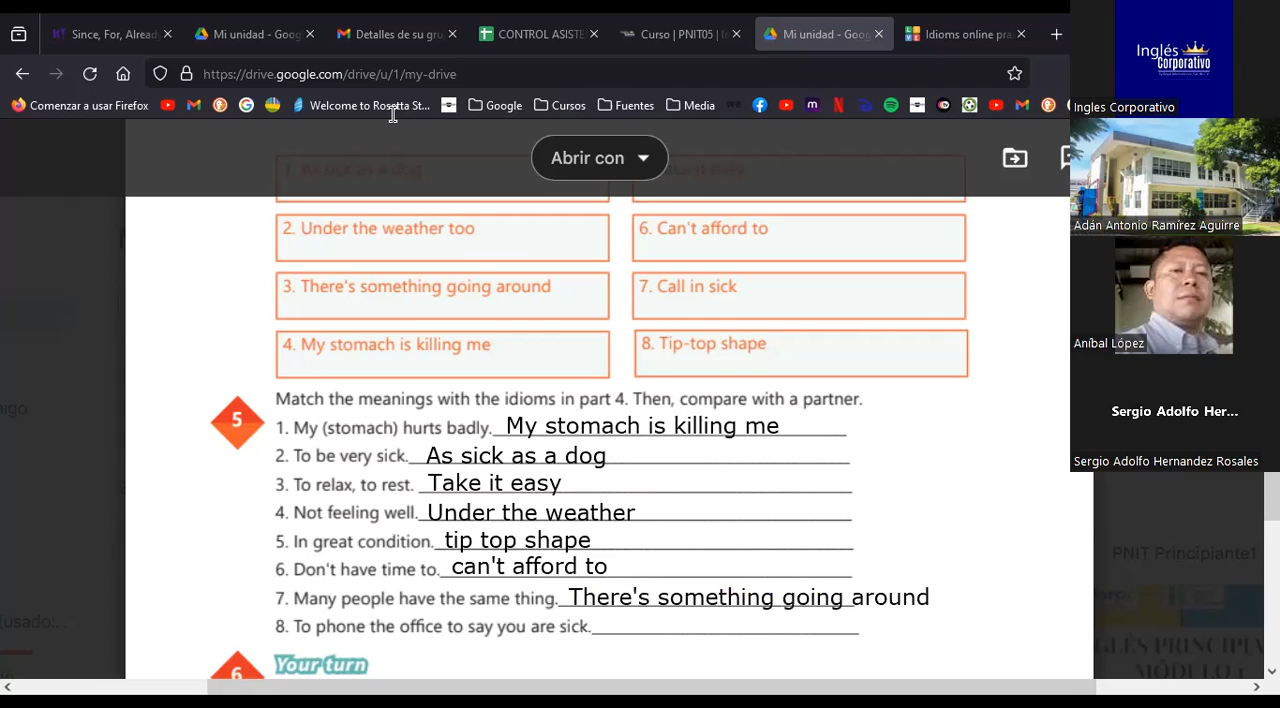 Since, For, Alread
Mi unidad - Goog
Detalles de su gru
CONTROL ASISTE
Curso | PNIT05 | In
Mi unidad - Goog
Idioms online pra
https://drive.google.com/drive/u/1/my-drive
Comenzar a usar Firefox
Welcome to Rosetta St...
Google
Cursos
Fuentes
Media
Abrir con
1. As sick as a dog
2. Under the weather too
6. Can't afford to
3. There's something going around
7. Call in sick
4. My stomach is killing me
8. Tip-top shape
5
Match the meanings with the idioms in part 4. Then, compare with a partner.
1. My (stomach) hurts badly. My stomach is killing me
2. To be very sick. As sick as a dog
3. To relax, to rest. Take it easy
4. Not feeling well. Under the weather
5. In great condition. tip top shape
6. Don't have time to. can't afford to
7. Many people have the same thing. There's something going around
8. To phone the office to say you are sick.
6
Your turn
Inglés
Corporativo
Ingles Corporativo
Adán Antonio Ramírez Aguirre
Aníbal López
Sergio Adolfo Her...
Sergio Adolfo Hernandez Rosales
PNIT Principiante1
MÓDULO 1